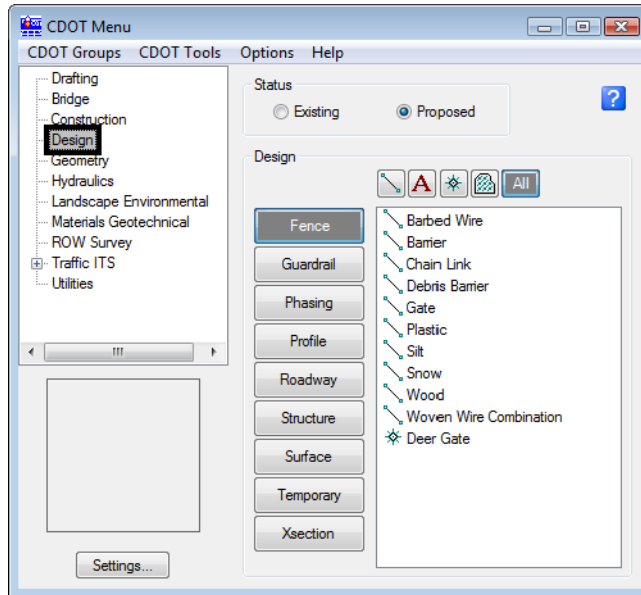 CDOT Menu
CDOT Groups CDOT Tools Options Help
Drafting
Bridge
Construction
Design
Geometry
Hydraulics
Landscape Environmental
Materials Geotechnical
ROW Survey
Traffic ITS
Utilities
Settings...
Status
Existing Proposed
?
Design
A All
Fence
Guardrail
Phasing
Profile
Roadway
Structure
Surface
Temporary
Xsection
Barbed Wire
Barrier
Chain Link
Debris Barrier
Gate
Plastic
Silt
Snow
Wood
Woven Wire Combination
Deer Gate